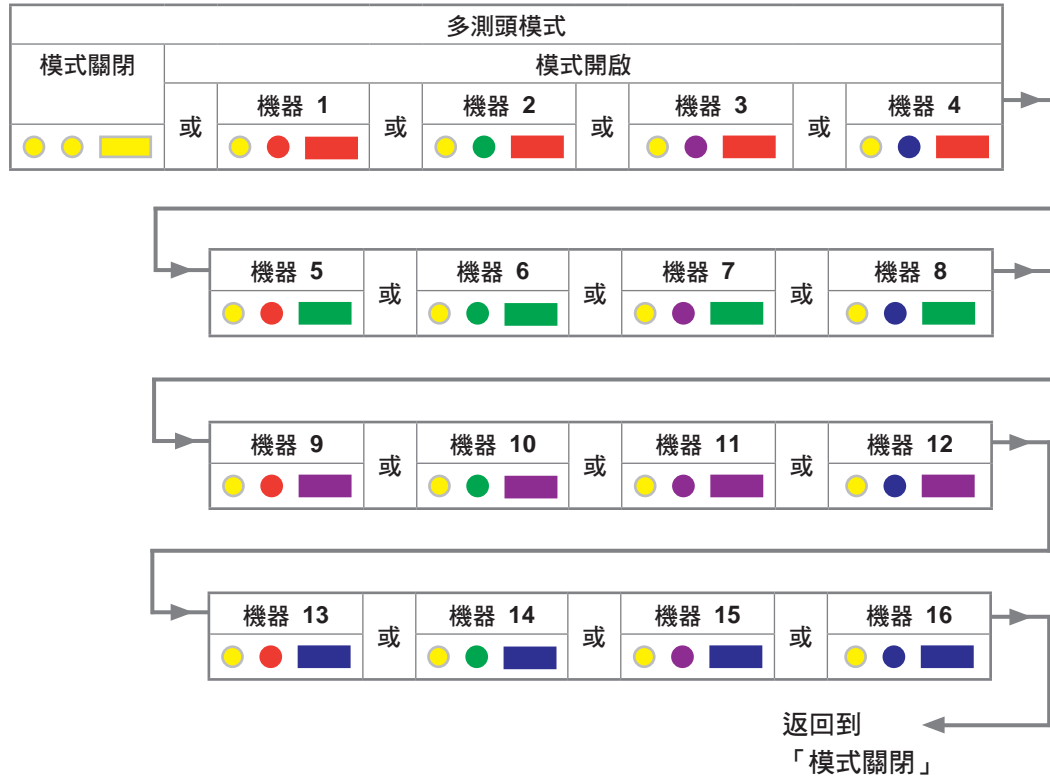 多測頭模式
模式關閉
模式開啟
或
機器 1
或
機器 2
或
機器 3
或
機器 4
機器 5
或
機器 6
或
機器 7
或
機器 8
機器 9
或
機器 10
或
機器 11
或
機器 12
機器 13
或
機器 14
或
機器 15
或
機器 16
返回到
「模式關閉」